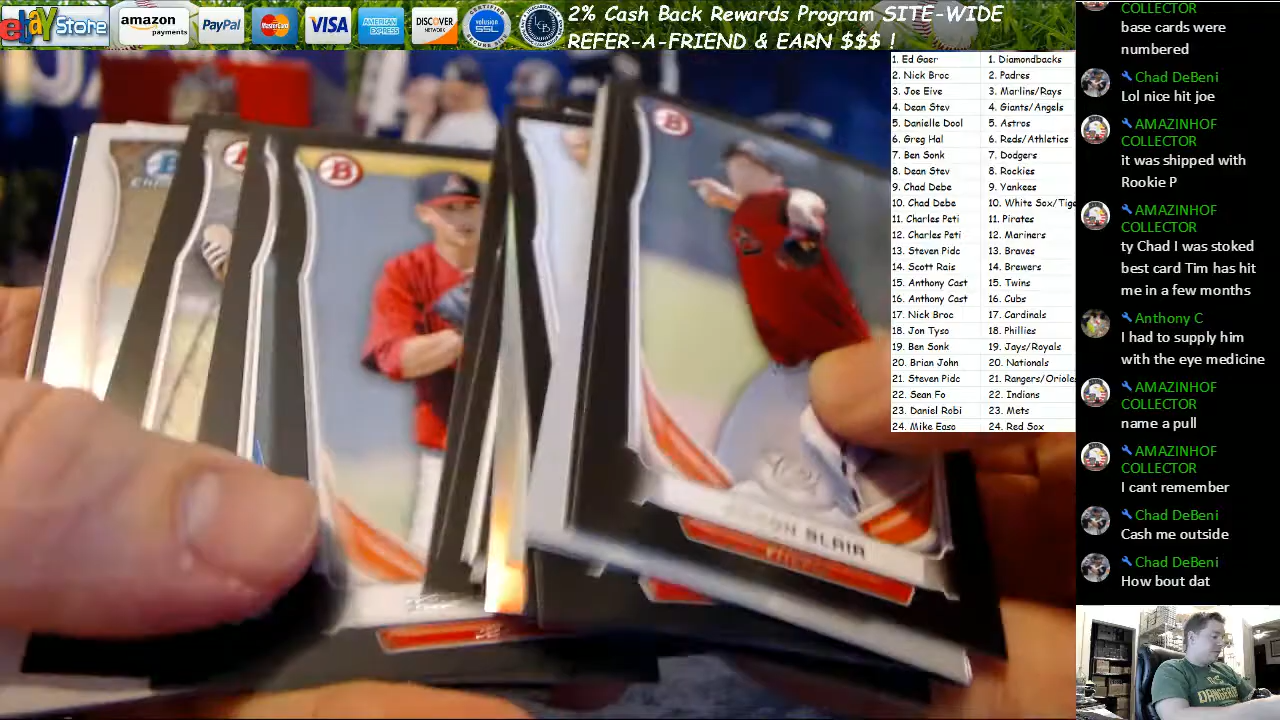 ebay Store
amazon
payments
PayPal
MasterCard
VISA
AMERICAN
EXPRESS
DISCOVER
NETWORK
volusion
SSL
2% Cash Back Rewards Program SITE-WIDE
REFER-A-FRIEND & EARN $$$ !
1. Ed Gaer 1. Diamondbacks
2. Nick Broc 2. Padres
3. Joe Eive 3. Marlins/Rays
4. Dean Stev 4. Giants/Angels
5. Danielle Dool 5. Astros
6. Greg Hal 6. Reds/Athletics
7. Ben Sonk 7. Dodgers
8. Dean Stev 8. Rockies
9. Chad Debe 9. Yankees
10. Chad Debe 10. White Sox/Tige
11. Charles Peti 11. Pirates
12. Charles Peti 12. Mariners
13. Steven Pidc 13. Braves
14. Scott Rais 14. Brewers
15. Anthony Cast 15. Twins
16. Anthony Cast 16. Cubs
17. Nick Broc 17. Cardinals
18. Jon Tyso 18. Phillies
19. Ben Sonk 19. Jays/Royals
20. Brian John 20. Nationals
21. Steven Pidc 21. Rangers/Oriole
22. Sean Fo 22. Indians
23. Daniel Robi 23. Mets
24. Mike Easo 24. Red Sox
COLLECTOR
base cards were
numbered
Chad DeBeni
Lol nice hit joe
AMAZINHOF
COLLECTOR
it was shipped with
Rookie P
AMAZINHOF
COLLECTOR
ty Chad I was stoked
best card Tim has hit
me in a few months
Anthony C
I had to supply him
with the eye medicine
AMAZINHOF
COLLECTOR
name a pull
AMAZINHOF
COLLECTOR
I cant remember
Chad DeBeni
Cash me outside
Chad DeBeni
How bout dat
B
B
BLAIR